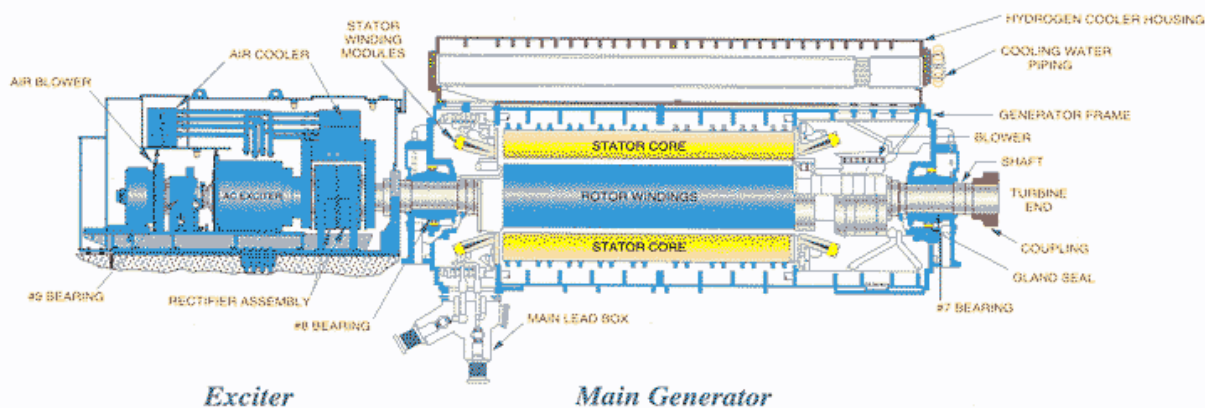 STATOR
WINDING
MODULES
HYDROGEN COOLER HOUSING
AIR COOLER
COOLING WATER
PIPING
AIR BLOWER
GENERATOR FRAME
BLOWER
STATOR CORE
SHAFT
AC EXCITER
ROTOR WINDINGS
TURBINE
END
STATOR CORE
COUPLING
GLAND SEAL
#9 BEARING
RECTIFIER ASSEMBLY
#8 BEARING
#7 BEARING
MAIN LEAD BOX
Exciter
Main Generator